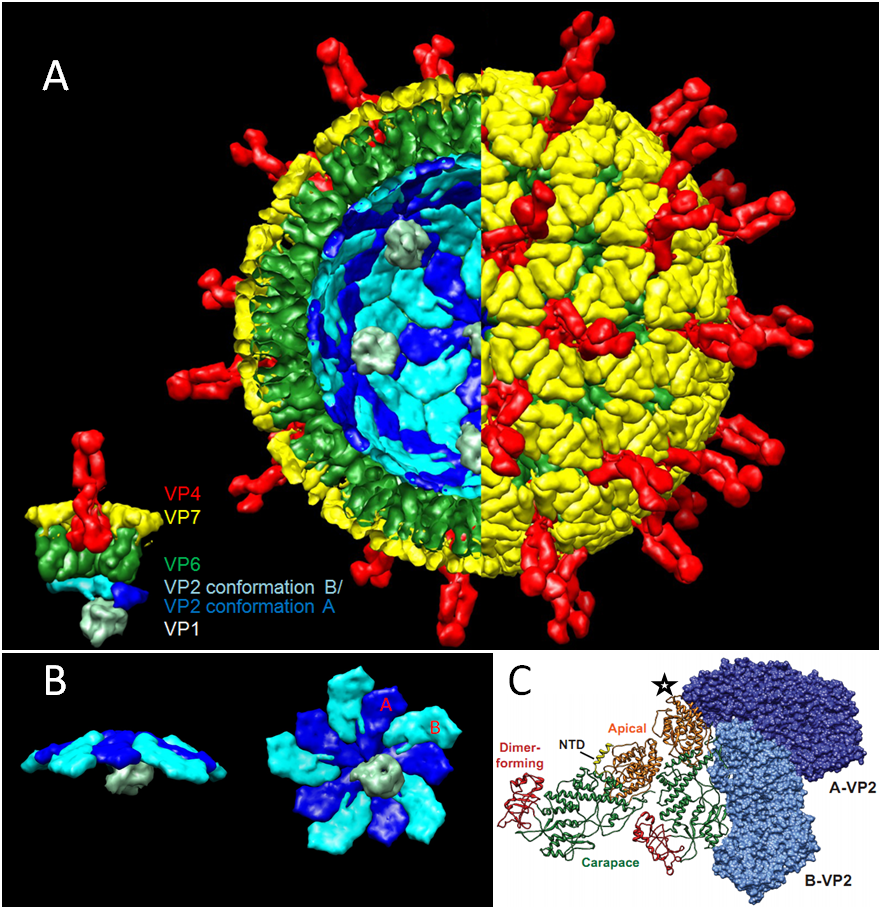 A
VP4
VP7
VP6
VP2 conformation B/
VP2 conformation A
VP1
B
A
B
C
Apical
NTD
Dimer-
forming
Carapace
A-VP2
B-VP2